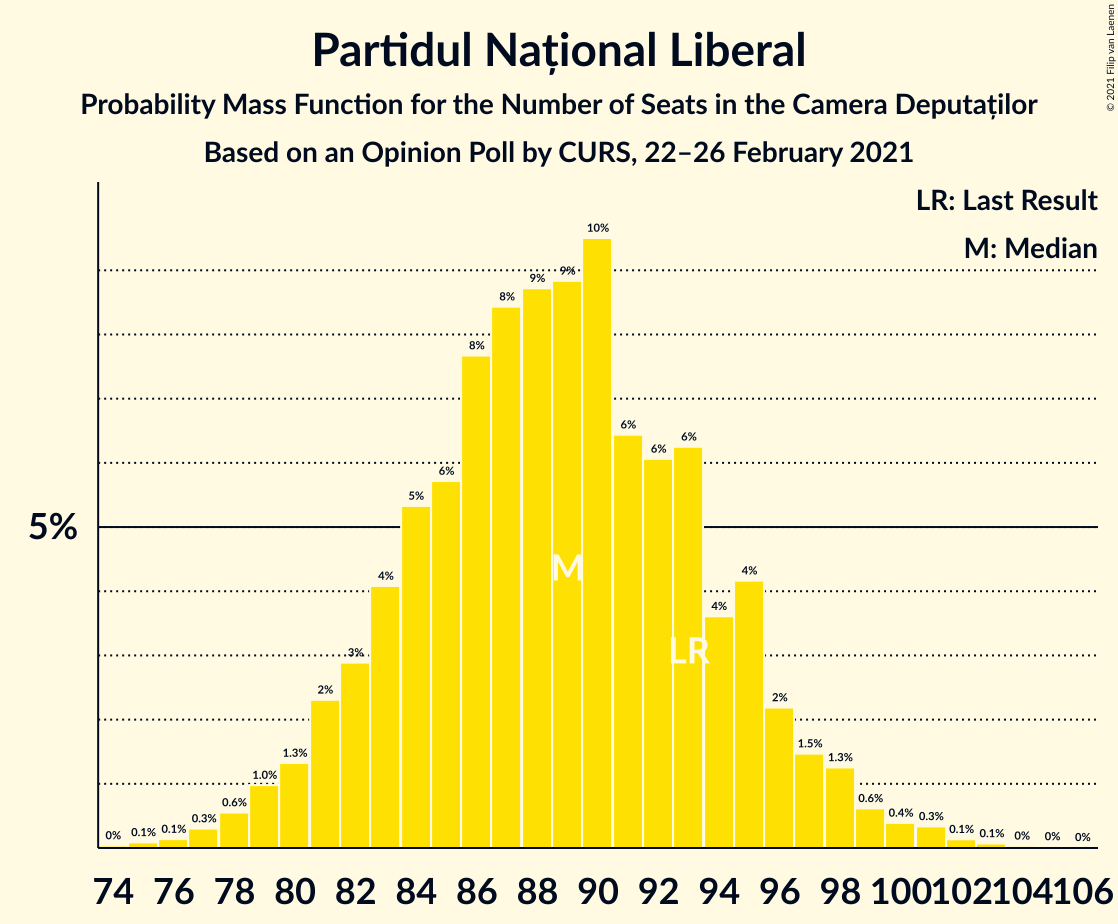 Partidul Național Liberal
Probability Mass Function for the Number of Seats in the Camera Deputaților
Based on an Opinion Poll by CURS, 22–26 February 2021
© 2021 Filip van Laenen
LR: Last Result
M: Median
5%
0% 0.1% 0.1% 0.3% 0.6% 1.0% 1.3% 2% 3% 4% 5% 6% 8% 8% 9% 9% 10% 6% 6% 6% 4% 4% 2% 1.5% 1.3% 0.6% 0.4% 0.3% 0.1% 0.1% 0% 0% 0%
M
LR
74 76 78 80 82 84 86 88 90 92 94 96 98 100 102 104 106